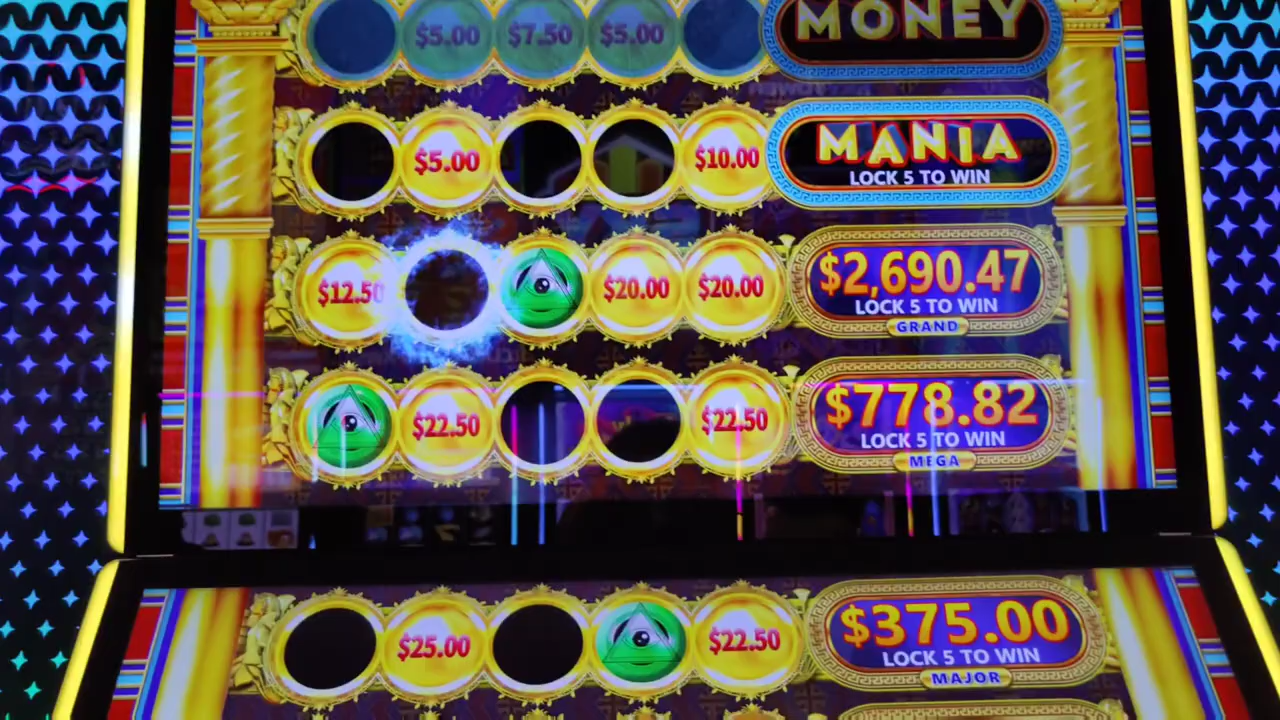 $5.00 $7.50 $5.00 MONEY
$5.00 $10.00 MANIA
LOCK 5 TO WIN
$12.50 $20.00 $20.00 $2,690.47
LOCK 5 TO WIN
GRAND
$22.50 $22.50 $778.82
LOCK 5 TO WIN
MEGA
$25.00 $22.50 $375.00
LOCK 5 TO WIN
MAJOR